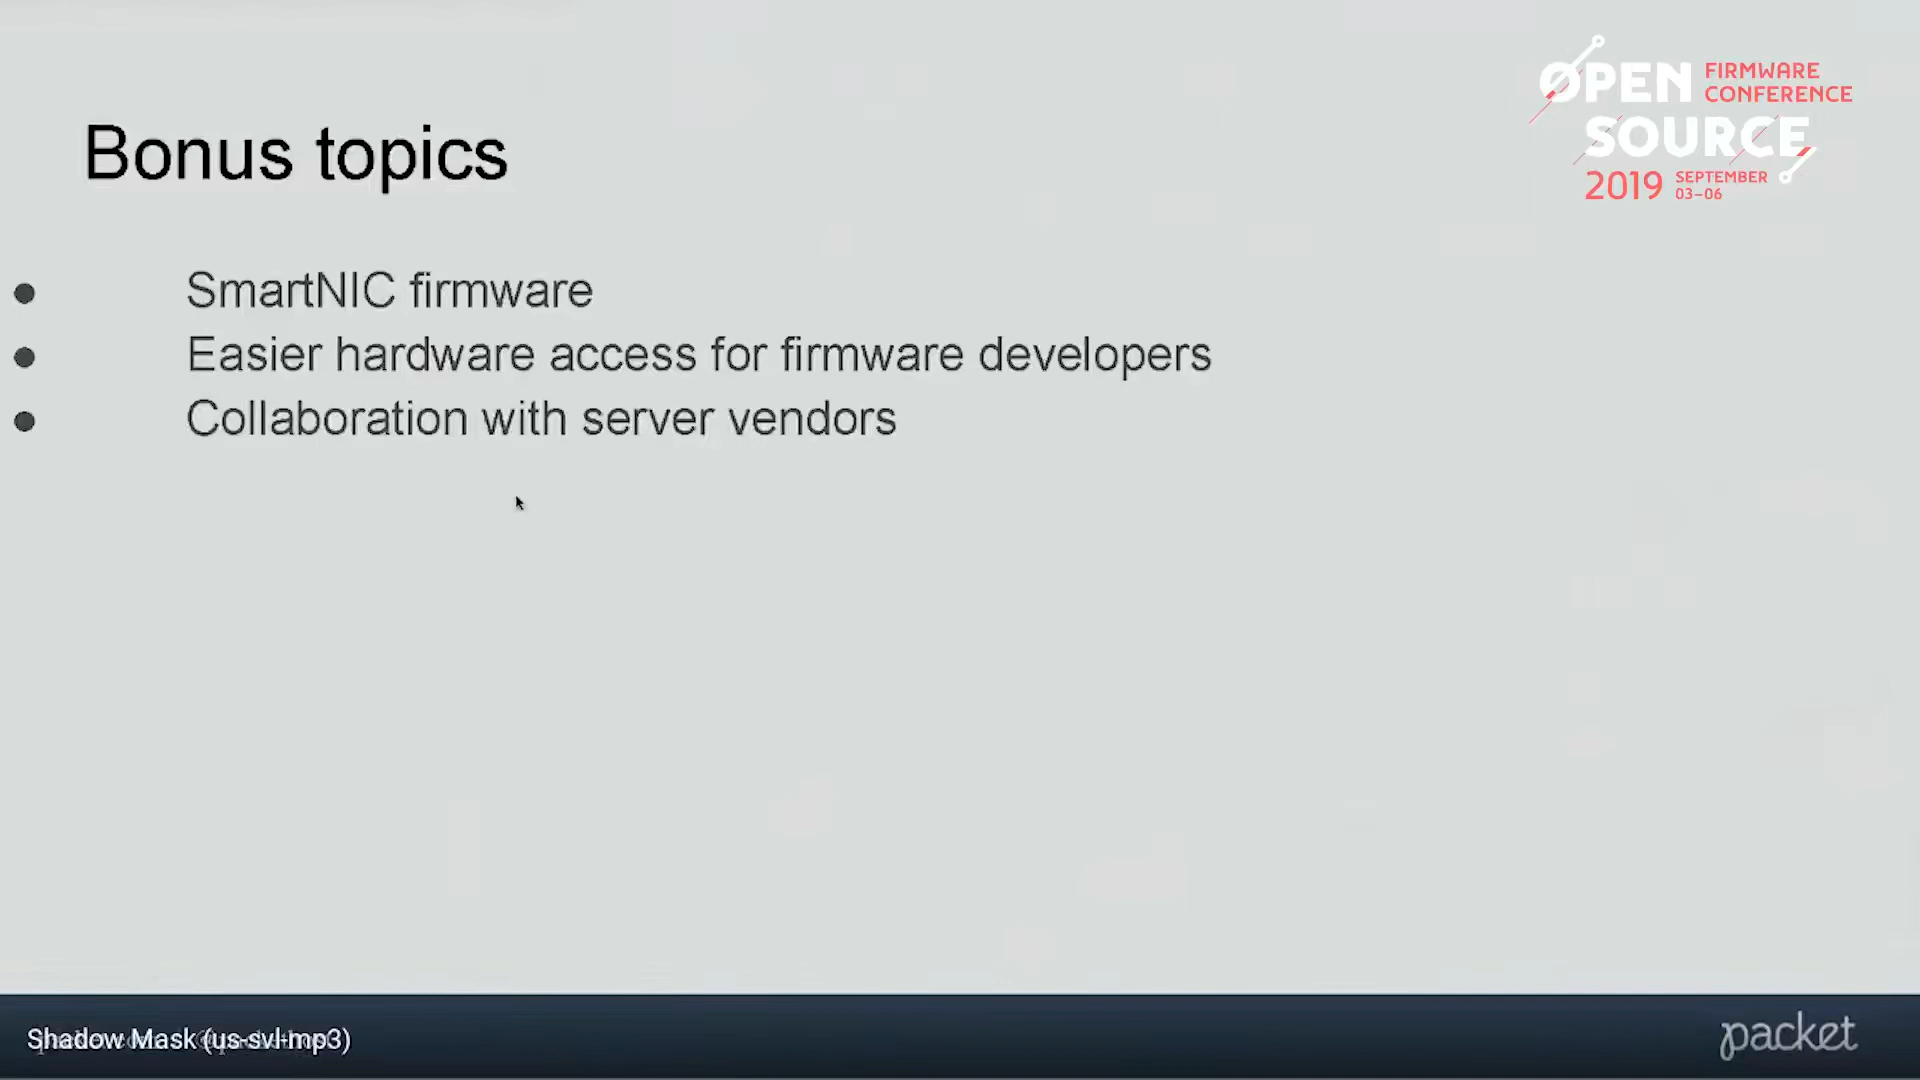 OPEN FIRMWARE
CONFERENCE
SOURCE
2019 SEPTEMBER
03–06
Bonus topics
● SmartNIC firmware
● Easier hardware access for firmware developers
● Collaboration with server vendors
Shadow Mask (us-svl-mp3)
packet